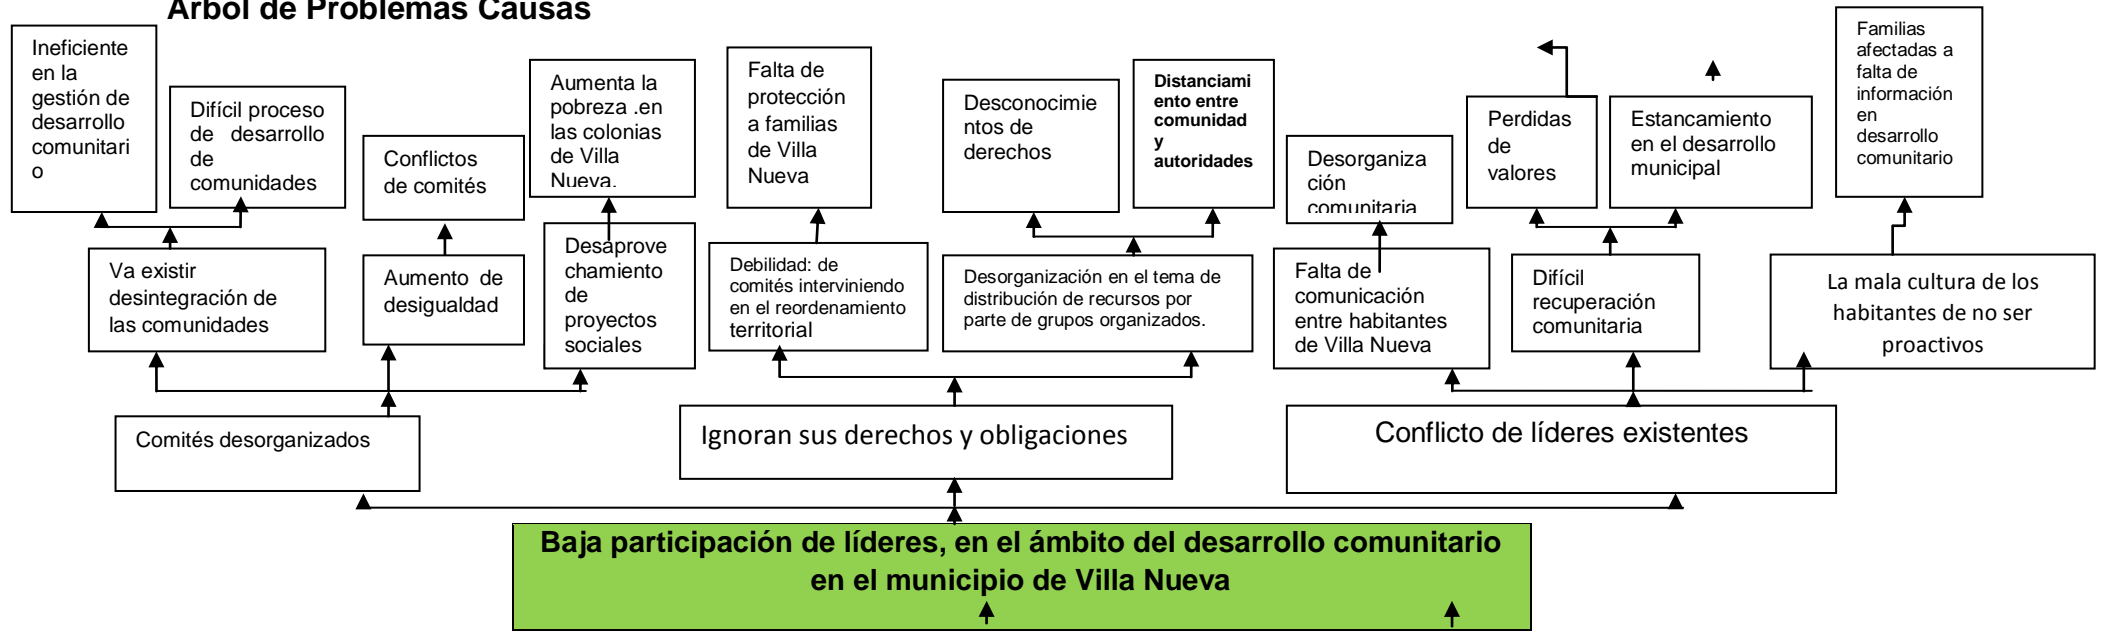 Árbol de Problemas Causas
Ineficiente
en la
gestión de
desarrollo
comunitari
o
Difícil proceso
de desarrollo
de
comunidades
Conflictos
de comités
Aumenta la
pobreza .en
las colonias
de Villa
Nueva.
Falta de
protección
a familias
de Villa
Nueva
Desconocimie
ntos de
derechos
Distanciami
ento entre
comunidad
y
autoridades
Desorganiza
ción
comunitaria
Perdidas
de
valores
Estancamiento
en el desarrollo
municipal
Familias
afectadas a
falta de
información
en
desarrollo
comunitario
Va existir
desintegración de
las comunidades
Aumento de
desigualdad
Desaprove
chamiento
de
proyectos
sociales
Debilidad: de
comités interviniendo
en el reordenamiento
territorial
Desorganización en el tema de
distribución de recursos por
parte de grupos organizados.
Falta de
comunicación
entre habitantes
de Villa Nueva
Difícil
recuperación
comunitaria
La mala cultura de los
habitantes de no ser
proactivos
Comités desorganizados
Ignoran sus derechos y obligaciones
Conflicto de líderes existentes
Baja participación de líderes, en el ámbito del desarrollo comunitario
en el municipio de Villa Nueva